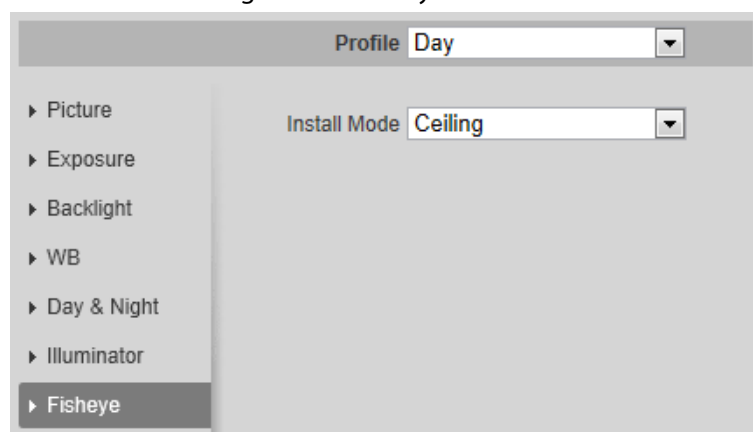 Profile Day
Picture
Install Mode Ceiling
Exposure
Backlight
WB
Day & Night
Illuminator
Fisheye